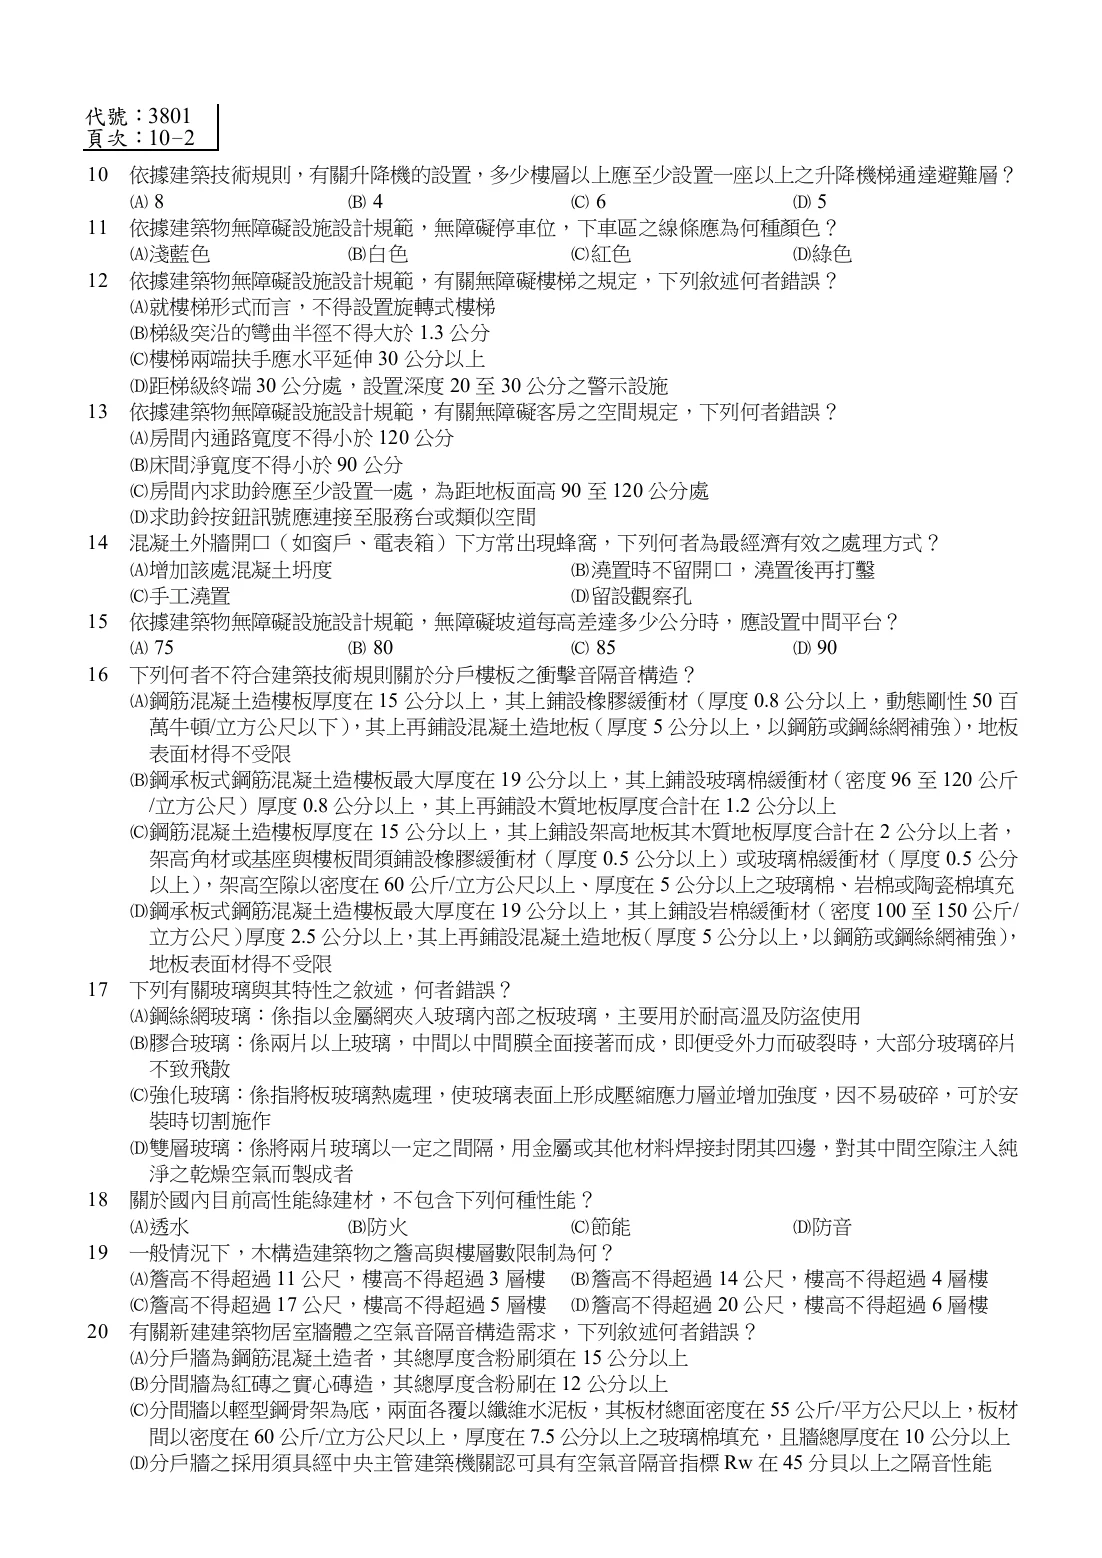 代號：3801
頁次：10-2
10 依據建築技術規則，有關升降機的設置，多少樓層以上應至少設置一座以上之升降機梯通達避難層？
(A) 8 (B) 4 (C) 6 (D) 5
11 依據建築物無障礙設施設計規範，無障礙停車位，下車區之線條應為何種顏色？
(A)淺藍色 (B)白色 (C)紅色 (D)綠色
12 依據建築物無障礙設施設計規範，有關無障礙樓梯之規定，下列敘述何者錯誤？
(A)就樓梯形式而言，不得設置旋轉式樓梯
(B)梯級突沿的彎曲半徑不得大於 1.3 公分
(C)樓梯兩端扶手應水平延伸 30 公分以上
(D)距梯級終端 30 公分處，設置深度 20 至 30 公分之警示設施
13 依據建築物無障礙設施設計規範，有關無障礙客房之空間規定，下列何者錯誤？
(A)房間內通路寬度不得小於 120 公分
(B)床間淨寬度不得小於 90 公分
(C)房間內求助鈴應至少設置一處，為距地板面高 90 至 120 公分處
(D)求助鈴按鈕訊號應連接至服務台或類似空間
14 混凝土外牆開口（如窗戶、電表箱）下方常出現蜂窩，下列何者為最經濟有效之處理方式？
(A)增加該處混凝土坍度 (B)澆置時不留開口，澆置後再打鑿
(C)手工澆置 (D)留設觀察孔
15 依據建築物無障礙設施設計規範，無障礙坡道每高差達多少公分時，應設置中間平台？
(A) 75 (B) 80 (C) 85 (D) 90
16 下列何者不符合建築技術規則關於分戶樓板之衝擊音隔音構造？
(A)鋼筋混凝土造樓板厚度在 15 公分以上，其上鋪設橡膠緩衝材（厚度 0.8 公分以上，動態剛性 50 百
萬牛頓/立方公尺以下），其上再鋪設混凝土造地板（厚度 5 公分以上，以鋼筋或鋼絲網補強），地板
表面材得不受限
(B)鋼承板式鋼筋混凝土造樓板最大厚度在 19 公分以上，其上鋪設玻璃棉緩衝材（密度 96 至 120 公斤
/立方公尺）厚度 0.8 公分以上，其上再鋪設木質地板厚度合計在 1.2 公分以上
(C)鋼筋混凝土造樓板厚度在 15 公分以上，其上鋪設架高地板其木質地板厚度合計在 2 公分以上者，
架高角材或基座與樓板間須鋪設橡膠緩衝材（厚度 0.5 公分以上）或玻璃棉緩衝材（厚度 0.5 公分
以上），架高空隙以密度在 60 公斤/立方公尺以上、厚度在 5 公分以上之玻璃棉、岩棉或陶瓷棉填充
(D)鋼承板式鋼筋混凝土造樓板最大厚度在 19 公分以上，其上鋪設岩棉緩衝材（密度 100 至 150 公斤/
立方公尺）厚度 2.5 公分以上，其上再鋪設混凝土造地板（厚度 5 公分以上，以鋼筋或鋼絲網補強），
地板表面材得不受限
17 下列有關玻璃與其特性之敘述，何者錯誤？
(A)鋼絲網玻璃：係指以金屬網夾入玻璃內部之板玻璃，主要用於耐高溫及防盜使用
(B)膠合玻璃：係兩片以上玻璃，中間以中間膜全面接著而成，即便受外力而破裂時，大部分玻璃碎片
不致飛散
(C)強化玻璃：係指將板玻璃熱處理，使玻璃表面上形成壓縮應力層並增加強度，因不易破碎，可於安
裝時切割施作
(D)雙層玻璃：係將兩片玻璃以一定之間隔，用金屬或其他材料焊接封閉其四邊，對其中間空隙注入純
淨之乾燥空氣而製成者
18 關於國內目前高性能綠建材，不包含下列何種性能？
(A)透水 (B)防火 (C)節能 (D)防音
19 一般情況下，木構造建築物之簷高與樓層數限制為何？
(A)簷高不得超過 11 公尺，樓高不得超過 3 層樓 (B)簷高不得超過 14 公尺，樓高不得超過 4 層樓
(C)簷高不得超過 17 公尺，樓高不得超過 5 層樓 (D)簷高不得超過 20 公尺，樓高不得超過 6 層樓
20 有關新建建築物居室牆體之空氣音隔音構造需求，下列敘述何者錯誤？
(A)分戶牆為鋼筋混凝土造者，其總厚度含粉刷須在 15 公分以上
(B)分間牆為紅磚之實心磚造，其總厚度含粉刷在 12 公分以上
(C)分間牆以輕型鋼骨架為底，兩面各覆以纖維水泥板，其板材總面密度在 55 公斤/平方公尺以上，板材
間以密度在 60 公斤/立方公尺以上，厚度在 7.5 公分以上之玻璃棉填充，且牆總厚度在 10 公分以上
(D)分戶牆之採用須具經中央主管建築機關認可具有空氣音隔音指標 Rw 在 45 分貝以上之隔音性能